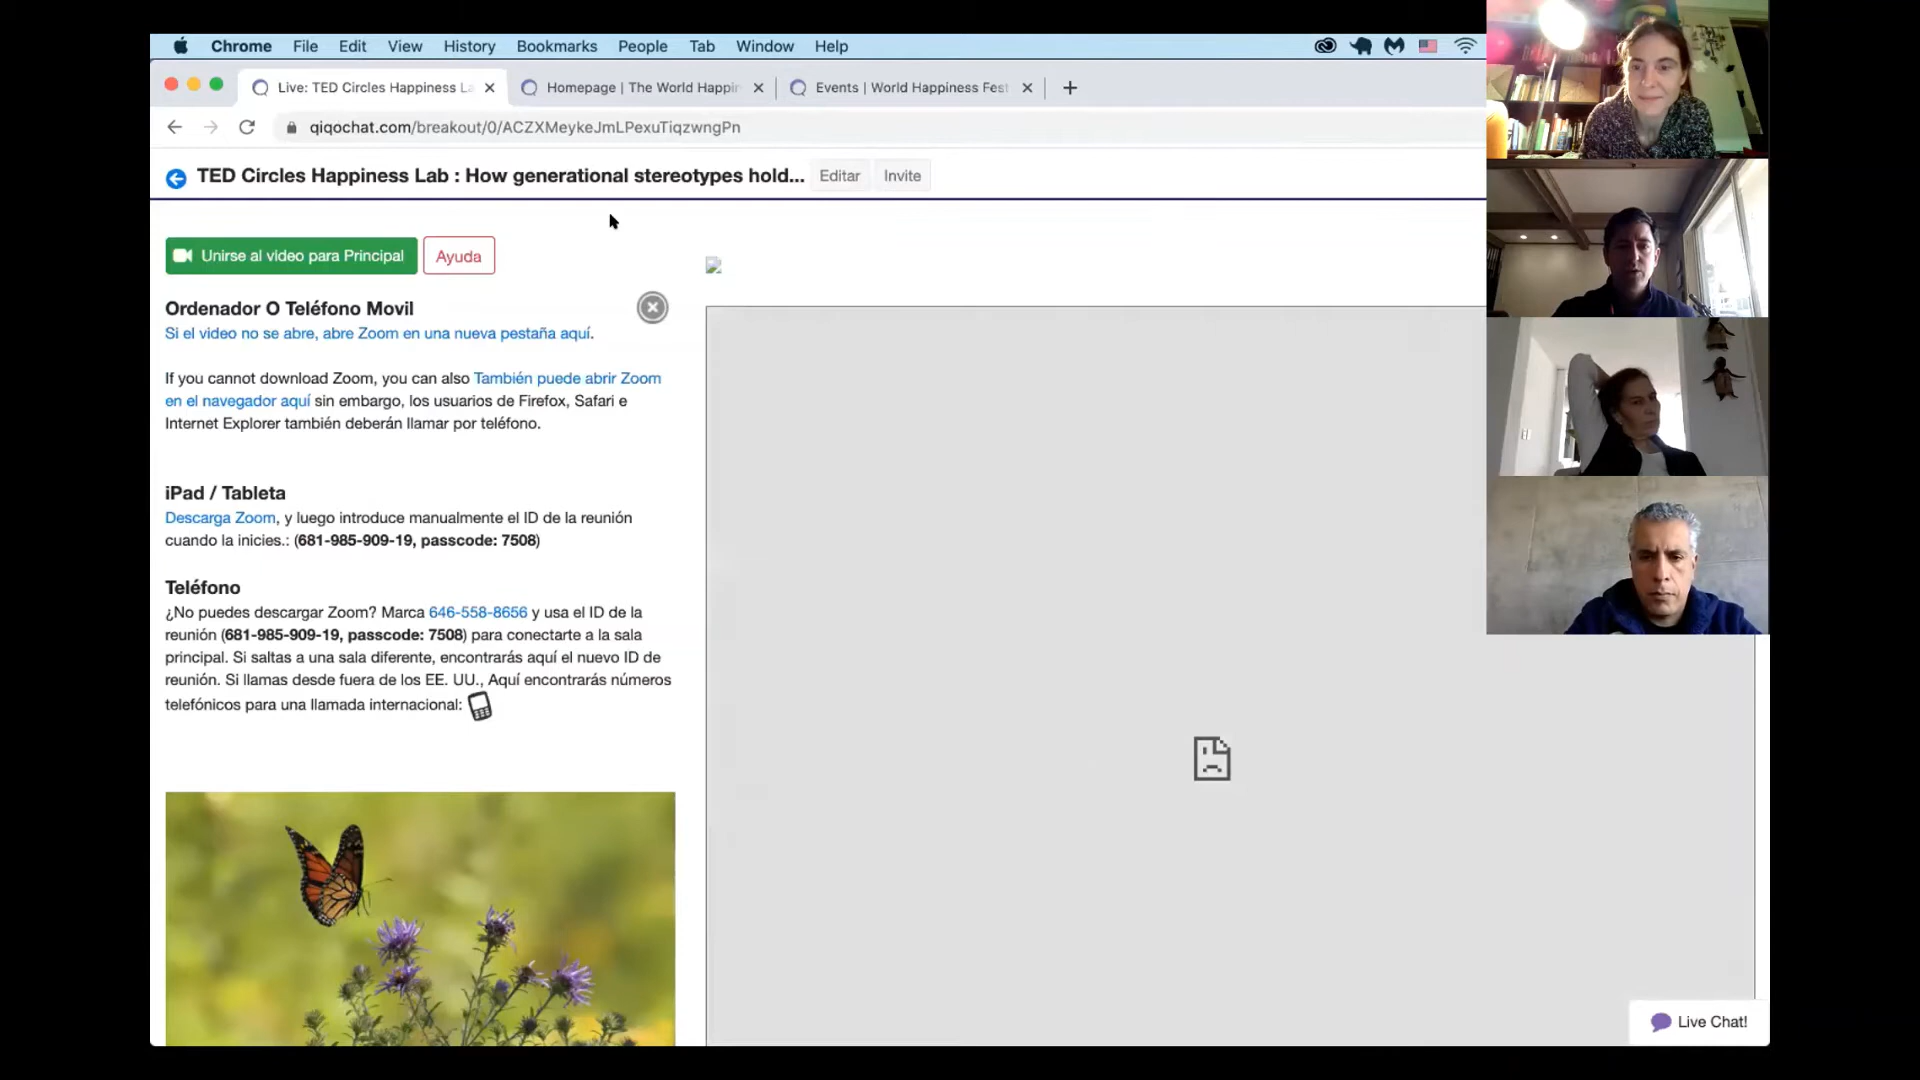 Chrome File Edit View History Bookmarks People Tab Window Help
Live: TED Circles Happiness La
Homepage | The World Happin
Events | World Happiness Fest
qiqochat.com/breakout/0/ACZXMeykeJmLPexuTiqzwngPn
TED Circles Happiness Lab : How generational stereotypes hold... Editar Invite
Unirse al video para Principal Ayuda
Ordenador O Teléfono Movil
Si el video no se abre, abre Zoom en una nueva pestaña aquí.
If you cannot download Zoom, you can also También puede abrir Zoom
en el navegador aquí sin embargo, los usuarios de Firefox, Safari e
Internet Explorer también deberán llamar por teléfono.
iPad / Tableta
Descarga Zoom, y luego introduce manualmente el ID de la reunión
cuando la inicies.: (681-985-909-19, passcode: 7508)
Teléfono
¿No puedes descargar Zoom? Marca 646-558-8656 y usa el ID de la
reunión (681-985-909-19, passcode: 7508) para conectarte a la sala
principal. Si saltas a una sala diferente, encontrarás aquí el nuevo ID de
reunión. Si llamas desde fuera de los EE. UU., Aquí encontrarás números
telefónicos para una llamada internacional:
Live Chat!